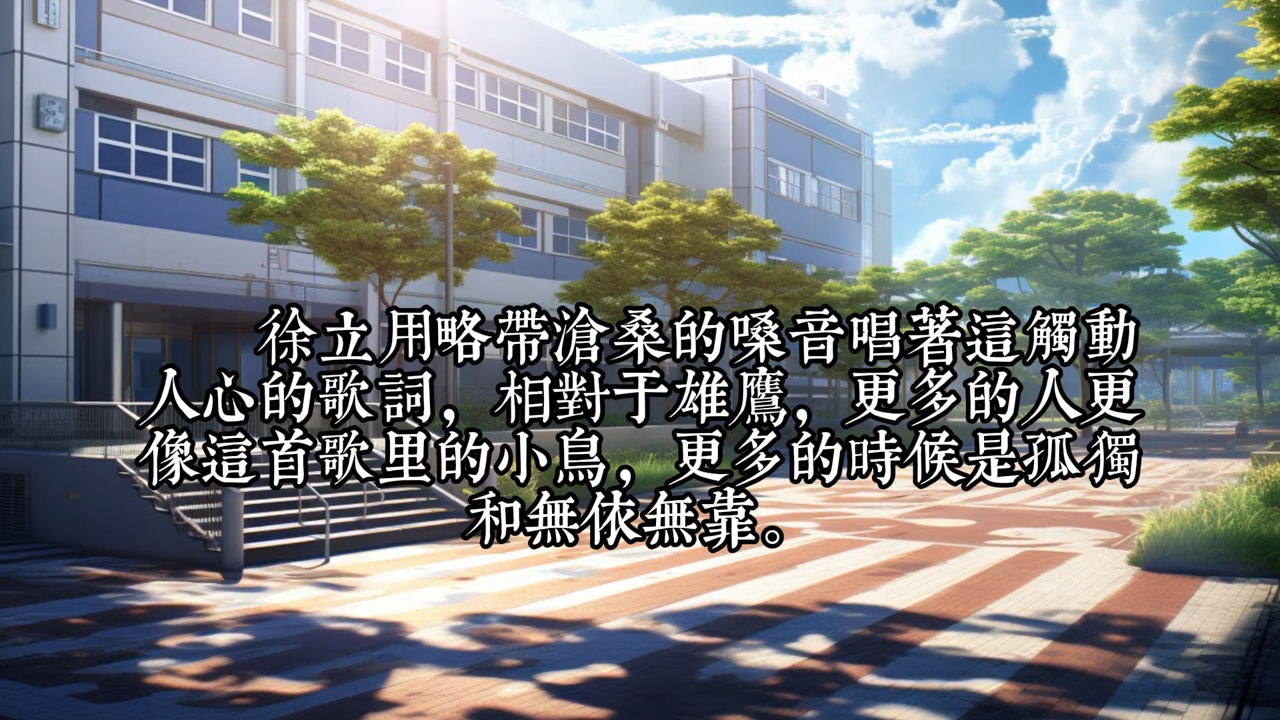 徐立用略帶滄桑的嗓音唱著這觸動
人心的歌詞，相對于雄鷹，更多的人更
像這首歌里的小鳥，更多的時候是孤獨
和無依無靠。